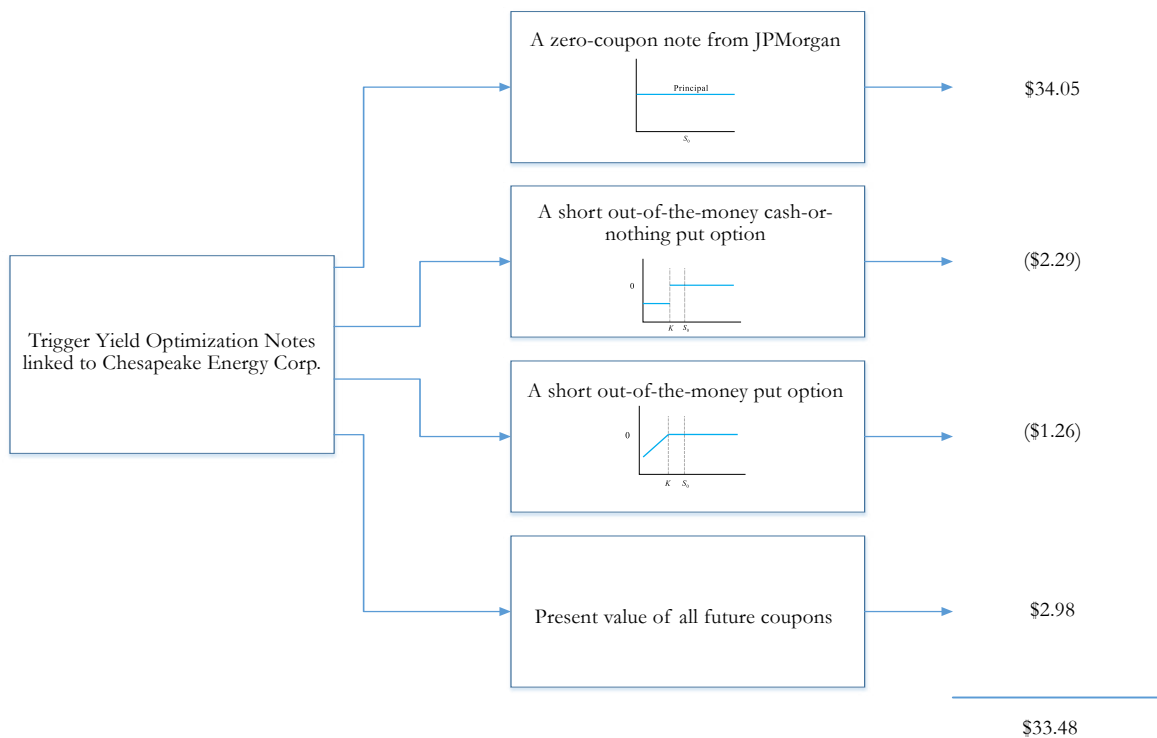 A zero-coupon note from JPMorgan
Principal
S₀
$34.05
A short out-of-the-money cash-or-
nothing put option
0
K S₀
($2.29)
Trigger Yield Optimization Notes
linked to Chesapeake Energy Corp.
A short out-of-the-money put option
0
K S₀
($1.26)
Present value of all future coupons
$2.98
$33.48